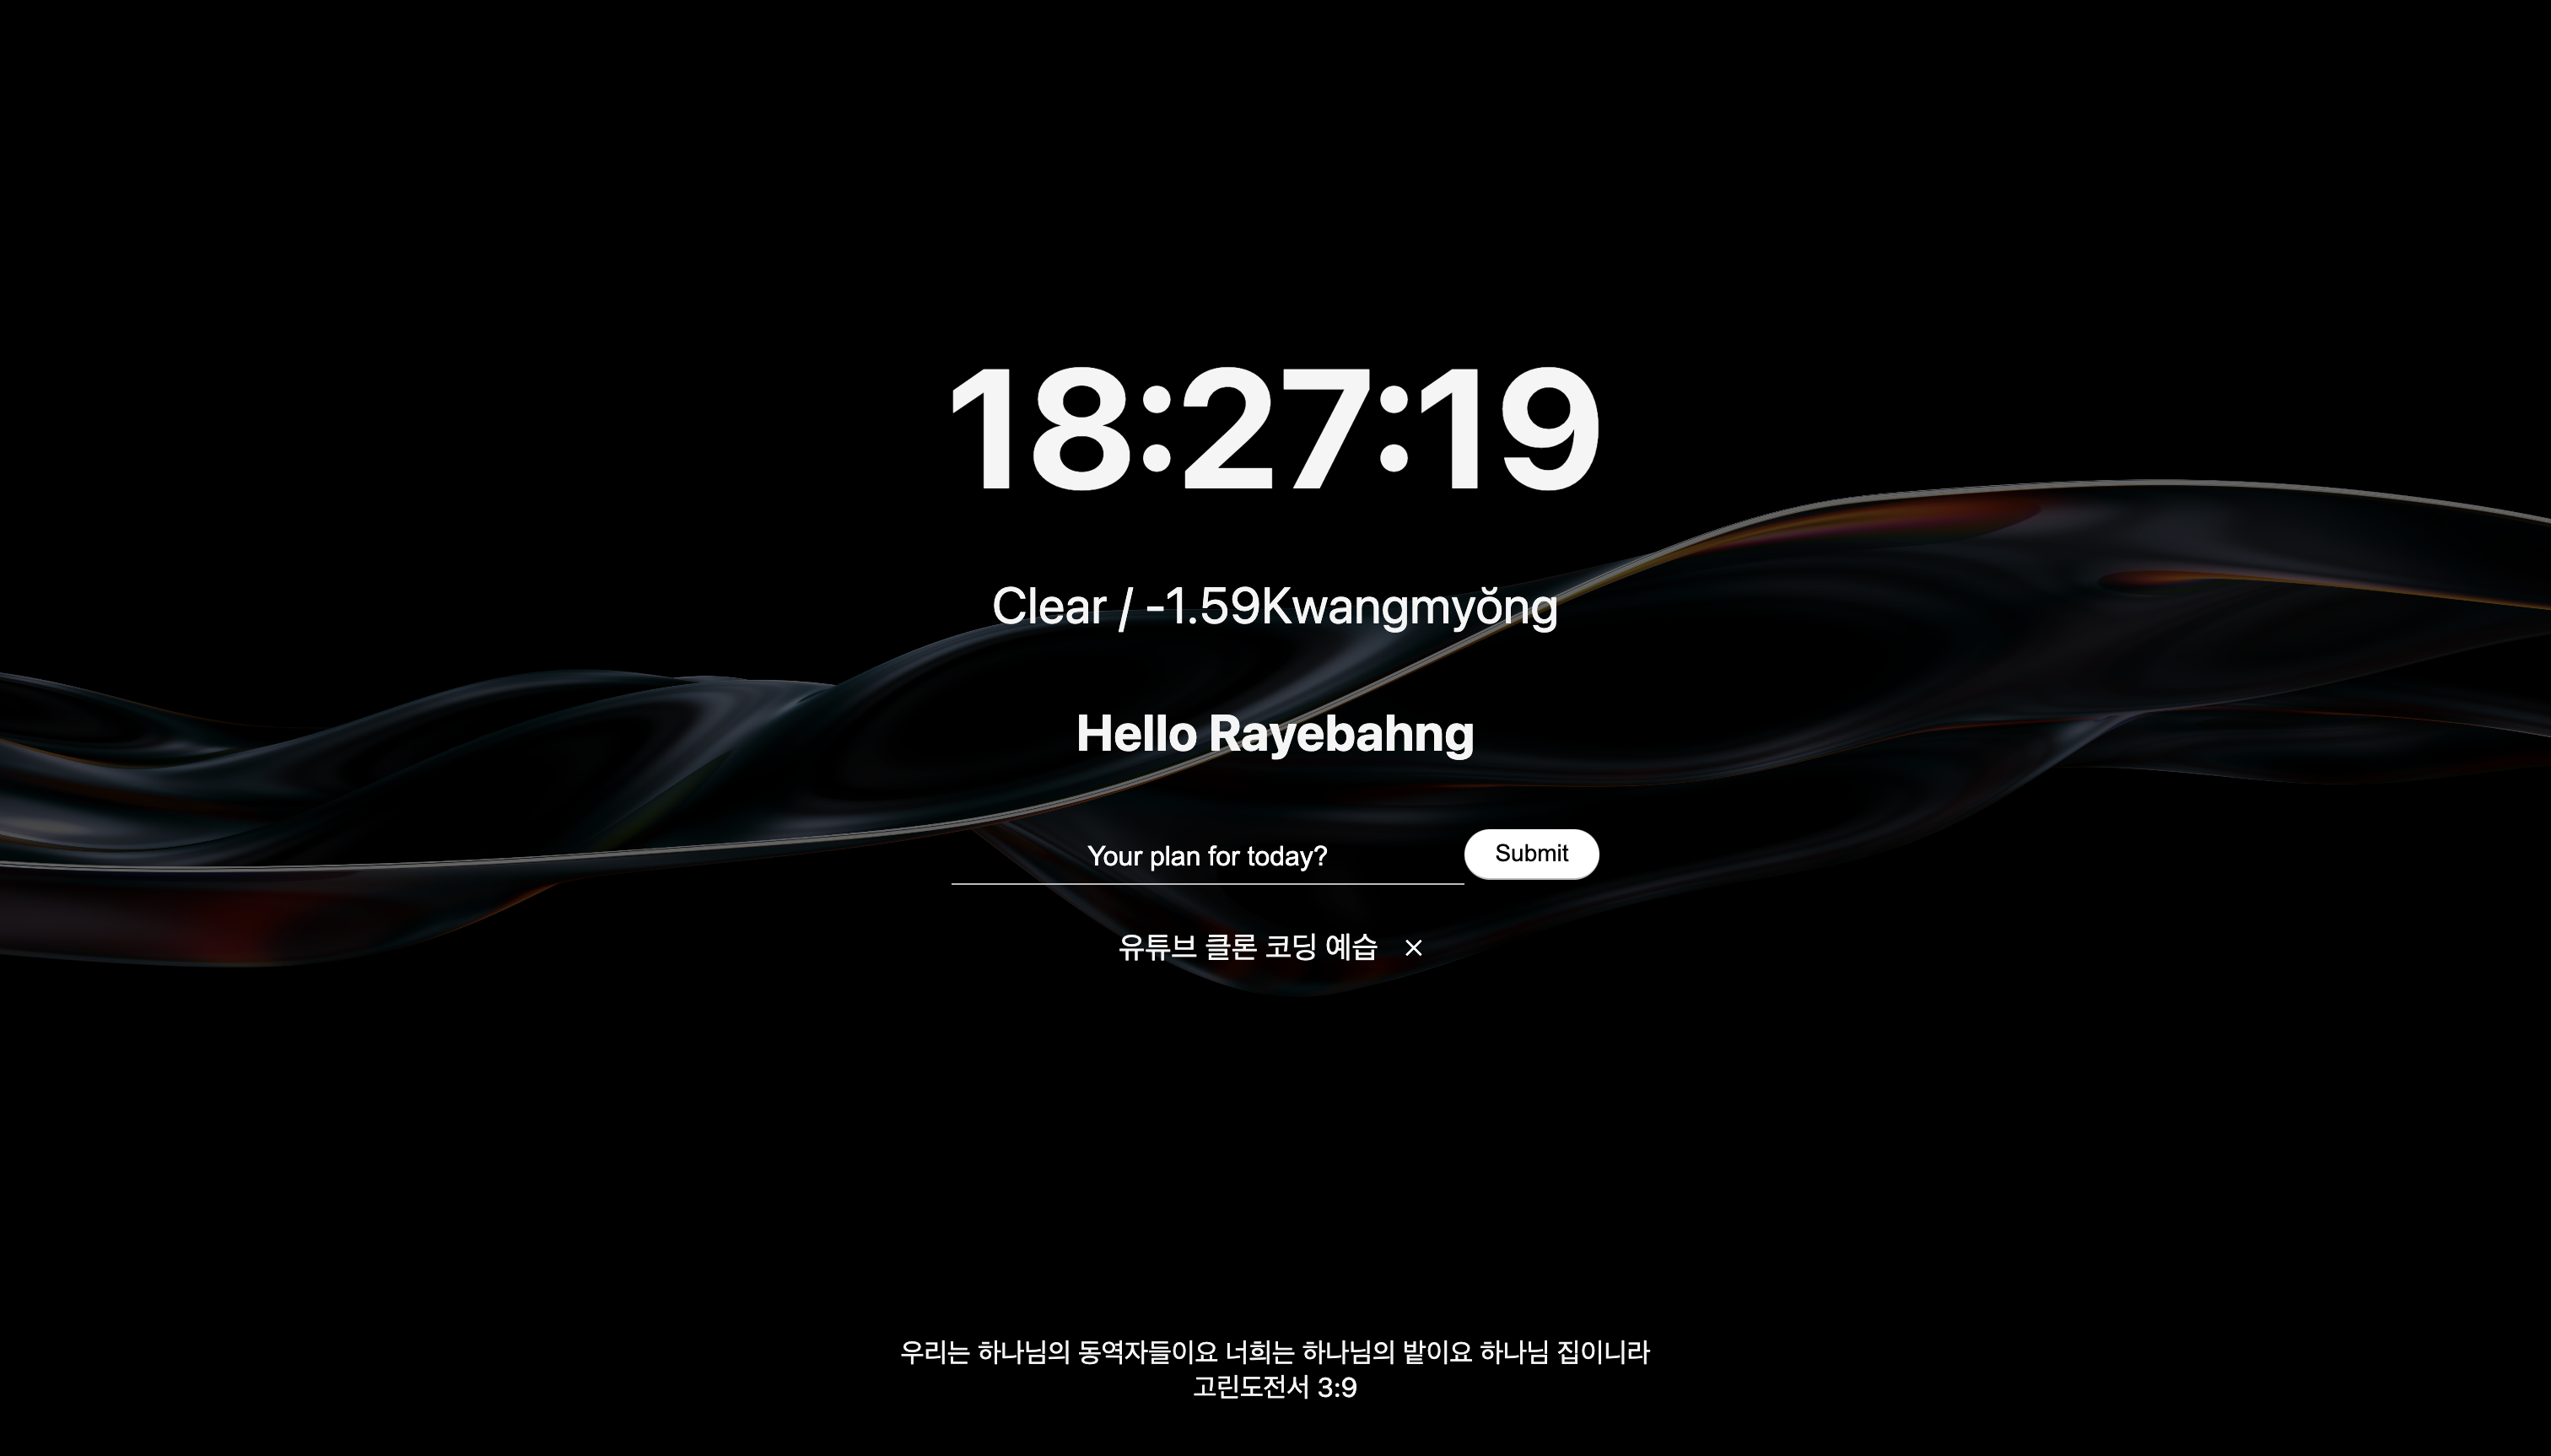 18:27:19
Clear / -1.59Kwangmyŏng
Hello Rayebahng
Your plan for today? Submit
유튜브 클론 코딩 예습 ×
우리는 하나님의 동역자들이요 너희는 하나님의 밭이요 하나님 집이니라
고린도전서 3:9